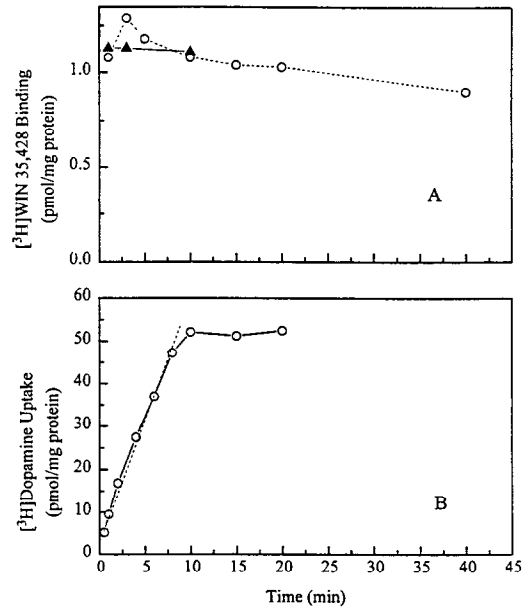 [³H]WIN 35,428 Binding
(pmol/mg protein)
1.0
0.5
0.0
A
[³H]Dopamine Uptake
(pmol/mg protein)
60
50
40
30
20
10
0
B
0 5 10 15 20 25 30 35 40 45
Time (min)